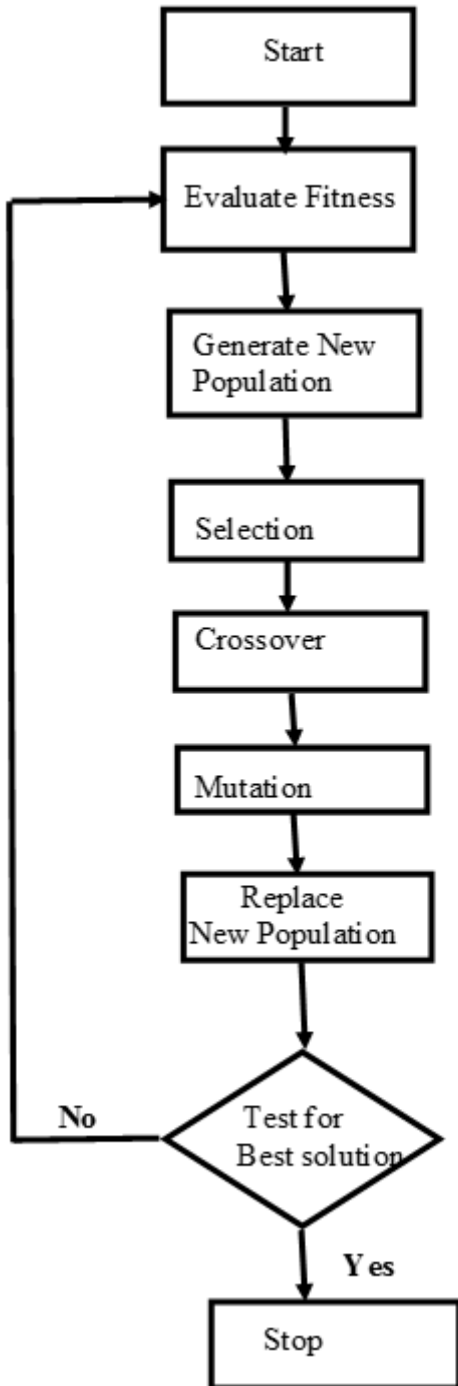 Start
Evaluate Fitness
Generate New
Population
Selection
Crossover
Mutation
Replace
New Population
Test for
Best solution
No
Yes
Stop